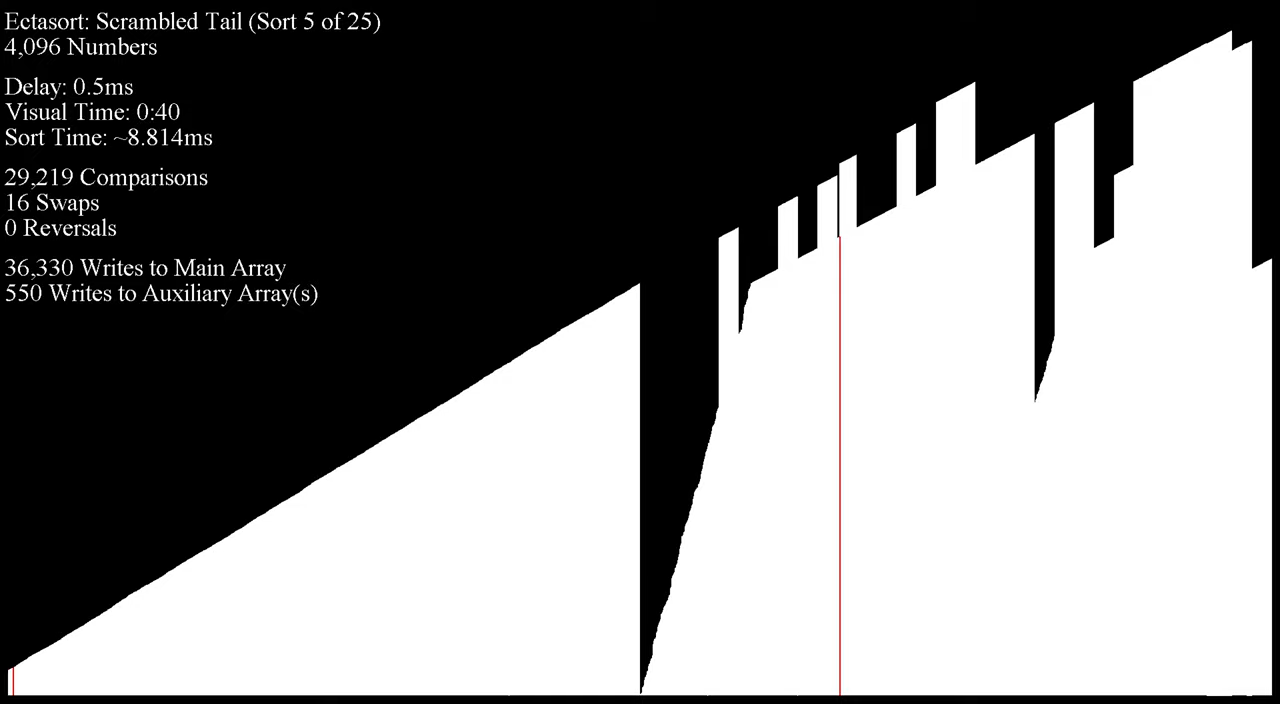 Ectasort: Scrambled Tail (Sort 5 of 25)
4,096 Numbers
Delay: 0.5ms
Visual Time: 0:40
Sort Time: ~8.814ms
29,219 Comparisons
16 Swaps
0 Reversals
36,330 Writes to Main Array
550 Writes to Auxiliary Array(s)